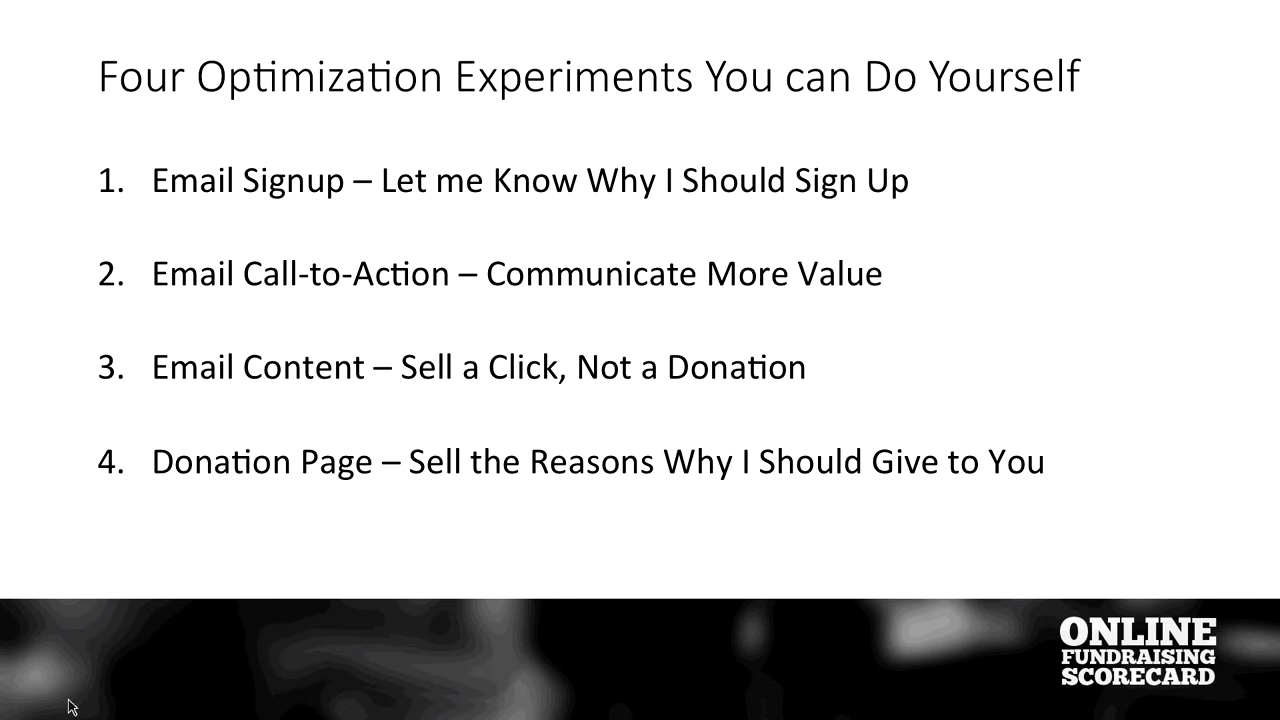 Four Optimization Experiments You can Do Yourself
1. Email Signup – Let me Know Why I Should Sign Up
2. Email Call-to-Action – Communicate More Value
3. Email Content – Sell a Click, Not a Donation
4. Donation Page – Sell the Reasons Why I Should Give to You
ONLINE
FUNDRAISING
SCORECARD